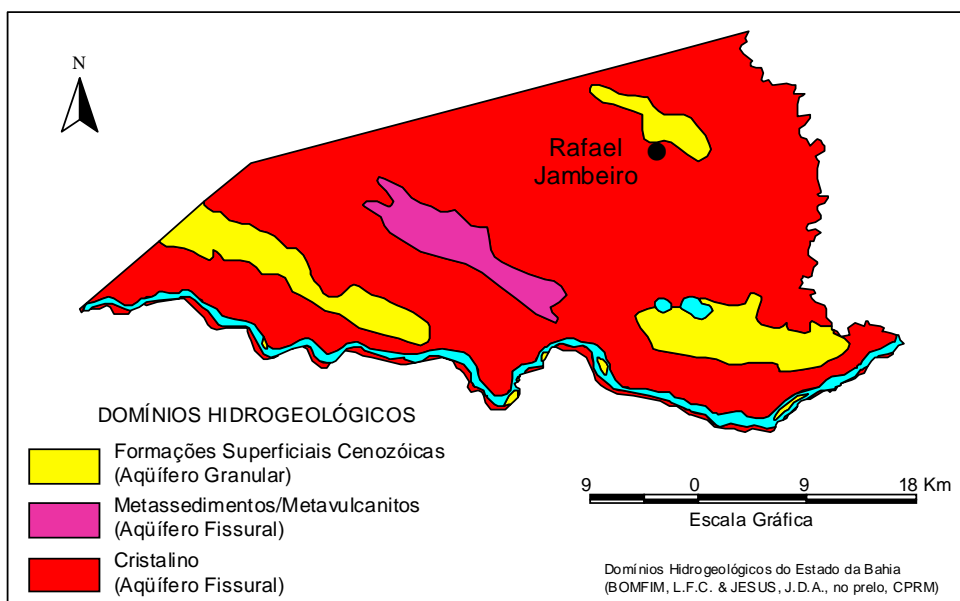 N
Rafael
Jambeiro
DOMÍNIOS HIDROGEOLÓGICOS
Formações Superficiais Cenozóicas
(Aqüífero Granular)
Metassedimentos/Metavulcanitos
(Aqüífero Fissural)
Cristalino
(Aqüífero Fissural)
9 0 9 18 Km
Escala Gráfica
Domínios Hidrogeológicos do Estado da Bahia
(BOMFIM, L.F.C. & JESUS, J.D.A., no prelo, CPRM)